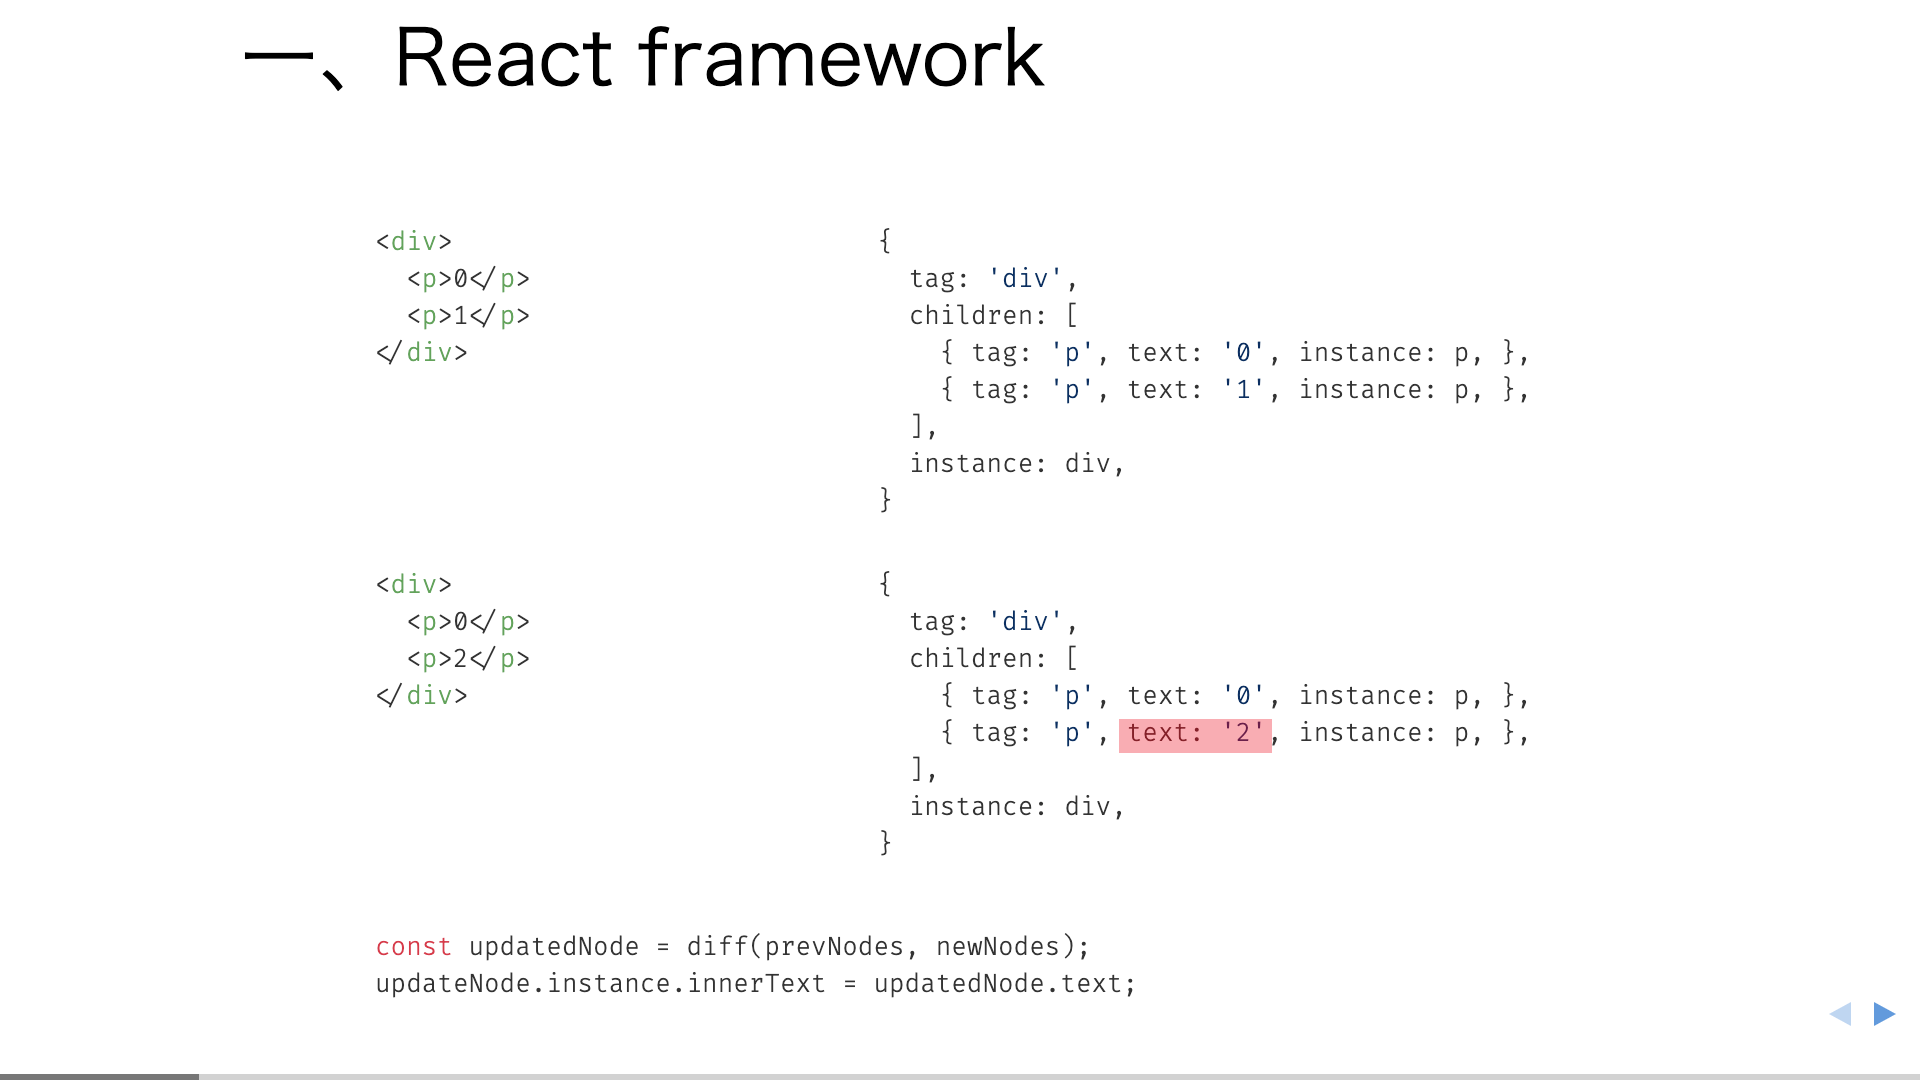 一、React framework
<div>
  <p>0</p>
  <p>1</p>
</div>
{
  tag: 'div',
  children: [
    { tag: 'p', text: '0', instance: p, },
    { tag: 'p', text: '1', instance: p, },
  ],
  instance: div,
}
<div>
  <p>0</p>
  <p>2</p>
</div>
{
  tag: 'div',
  children: [
    { tag: 'p', text: '0', instance: p, },
    { tag: 'p', text: '2', instance: p, },
  ],
  instance: div,
}
const updatedNode = diff(prevNodes, newNodes);
updateNode.instance.innerText = updatedNode.text;